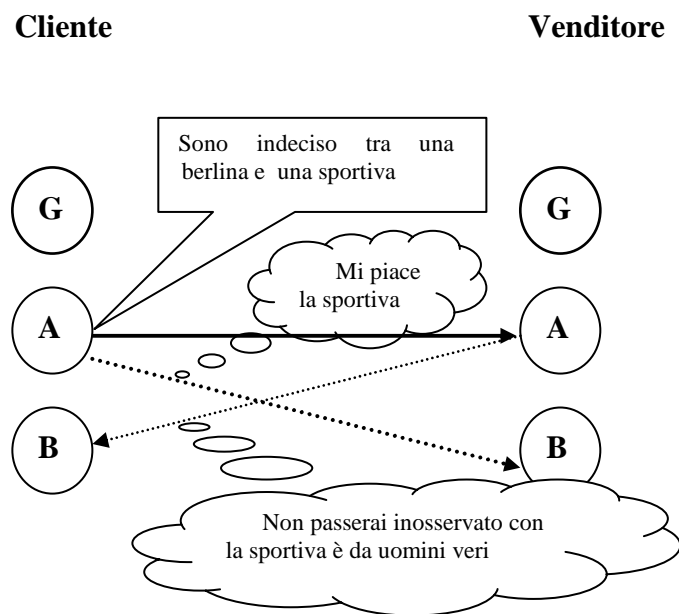 Cliente Venditore
Sono indeciso tra una
berlina e una sportiva
G G
Mi piace
la sportiva
A A
B B
Non passerai inosservato con
la sportiva è da uomini veri